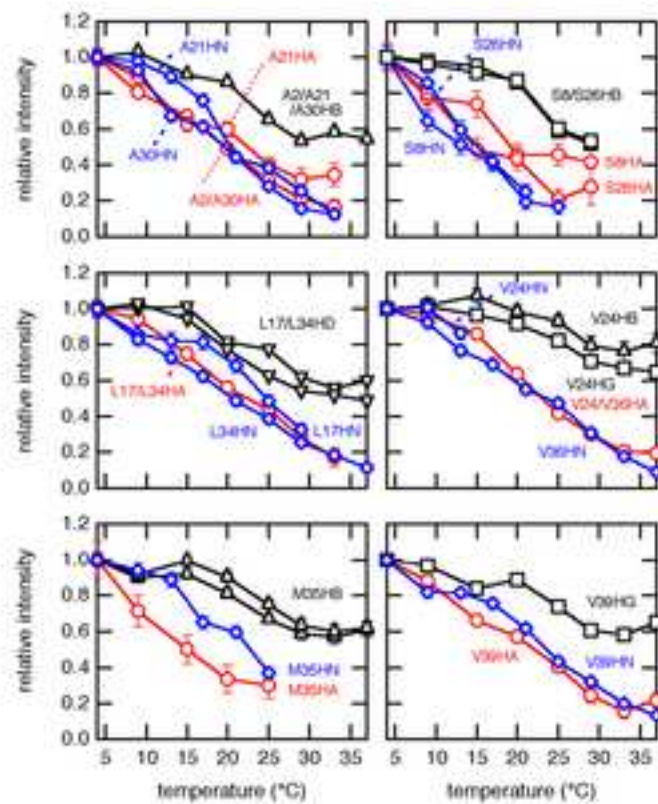 relative intensity
1.2
1.0
0.8
0.6
0.4
0.2
0.0
A21HN
A21HA
A2/A21
/A30HB
A30HN
A2/A30HA
S26HN
S8/S26HB
S8HN
S8HA
S26HA
relative intensity
1.2
1.0
0.8
0.6
0.4
0.2
0.0
L17/L34HD
L17/L34HA
L34HN
L17HN
V24HN
V24HB
V24HG
V24/V36HA
V36HN
relative intensity
1.2
1.0
0.8
0.6
0.4
0.2
0.0
M35HB
M35HN
M35HA
V39HG
V39HA
V39HN
5 10 15 20 25 30 35
5 10 15 20 25 30 35
temperature (°C)
temperature (°C)